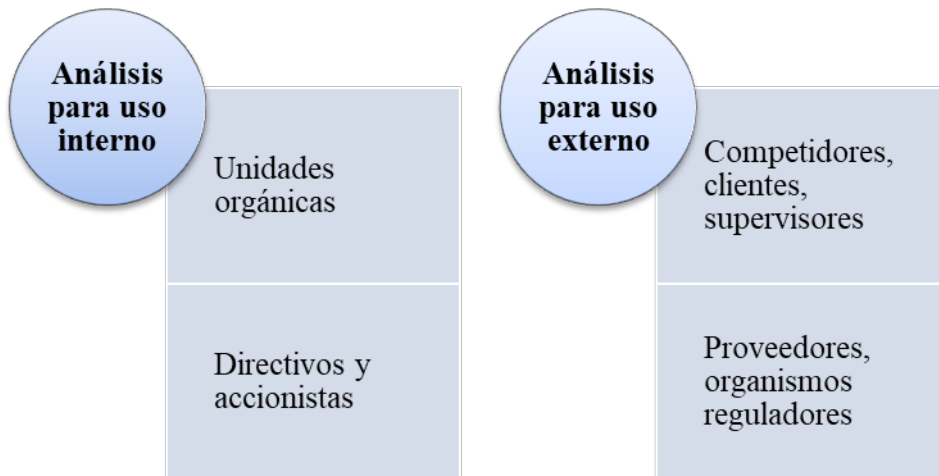 Análisis
para uso
interno
Unidades
orgánicas
Directivos y
accionistas
Análisis
para uso
externo
Competidores,
clientes,
supervisores
Proveedores,
organismos
reguladores